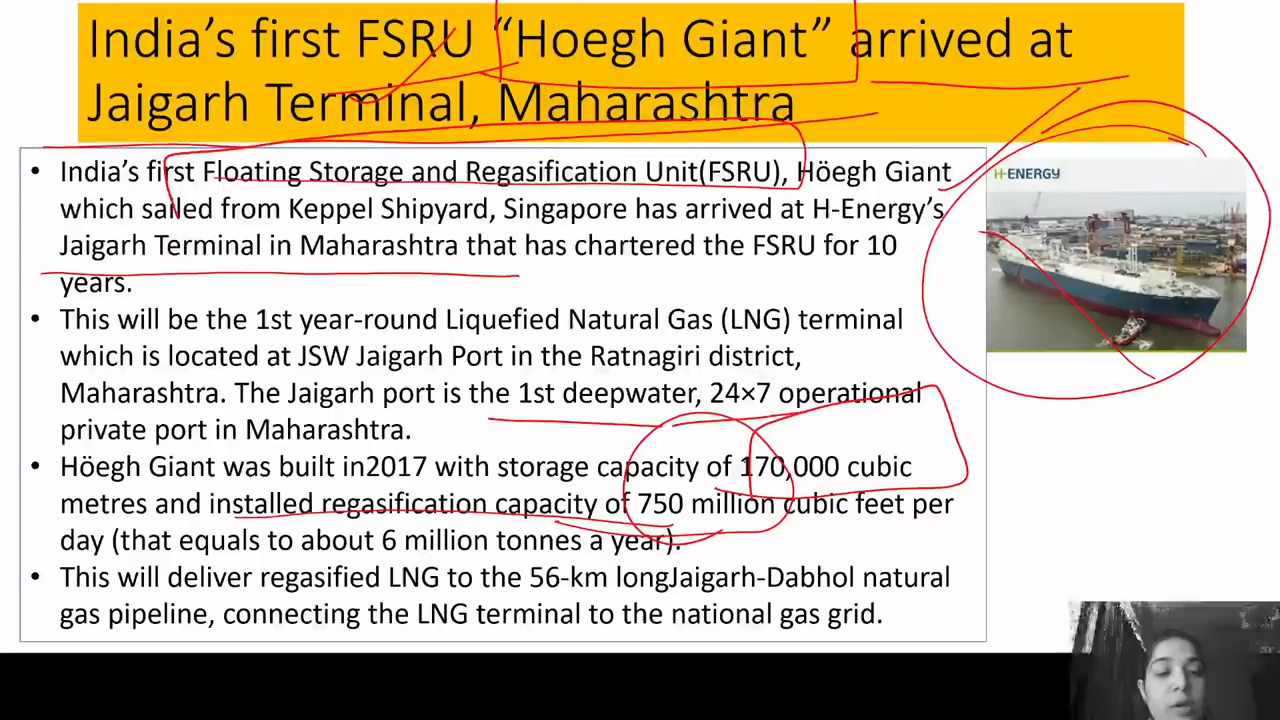 India's first FSRU “Hoegh Giant” arrived at
Jaigarh Terminal, Maharashtra
• India's first Floating Storage and Regasification Unit(FSRU), Höegh Giant
which sailed from Keppel Shipyard, Singapore has arrived at H-Energy's
Jaigarh Terminal in Maharashtra that has chartered the FSRU for 10
years.
• This will be the 1st year-round Liquefied Natural Gas (LNG) terminal
which is located at JSW Jaigarh Port in the Ratnagiri district,
Maharashtra. The Jaigarh port is the 1st deepwater, 24×7 operational
private port in Maharashtra.
• Höegh Giant was built in2017 with storage capacity of 170,000 cubic
metres and installed regasification capacity of 750 million cubic feet per
day (that equals to about 6 million tonnes a year).
• This will deliver regasified LNG to the 56-km longJaigarh-Dabhol natural
gas pipeline, connecting the LNG terminal to the national gas grid.
H-ENERGY